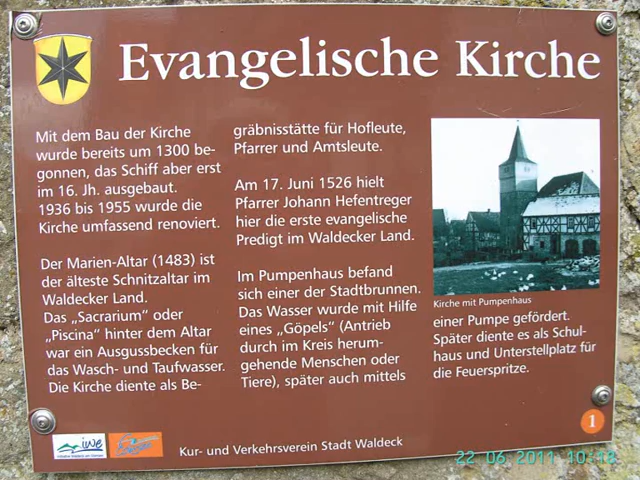 Evangelische Kirche
Mit dem Bau der Kirche
wurde bereits um 1300 be-
gonnen, das Schiff aber erst
im 16. Jh. ausgebaut.
1936 bis 1955 wurde die
Kirche umfassend renoviert.
Der Marien-Altar (1483) ist
der älteste Schnitzaltar im
Waldecker Land.
Das „Sacrarium“ oder
„Piscina“ hinter dem Altar
war ein Ausgussbecken für
das Wasch- und Taufwasser.
Die Kirche diente als Be-
gräbnisstätte für Hofleute,
Pfarrer und Amtsleute.
Am 17. Juni 1526 hielt
Pfarrer Johann Hefentreger
hier die erste evangelische
Predigt im Waldecker Land.
Im Pumpenhaus befand
sich einer der Stadtbrunnen.
Das Wasser wurde mit Hilfe
eines „Göpels“ (Antrieb
durch im Kreis herum-
gehende Menschen oder
Tiere), später auch mittels
Kirche mit Pumpenhaus
einer Pumpe gefördert.
Später diente es als Schul-
haus und Unterstellplatz für
die Feuerspritze.
1
iwe
Kur- und Verkehrsverein Stadt Waldeck
22 06 2011 10:18